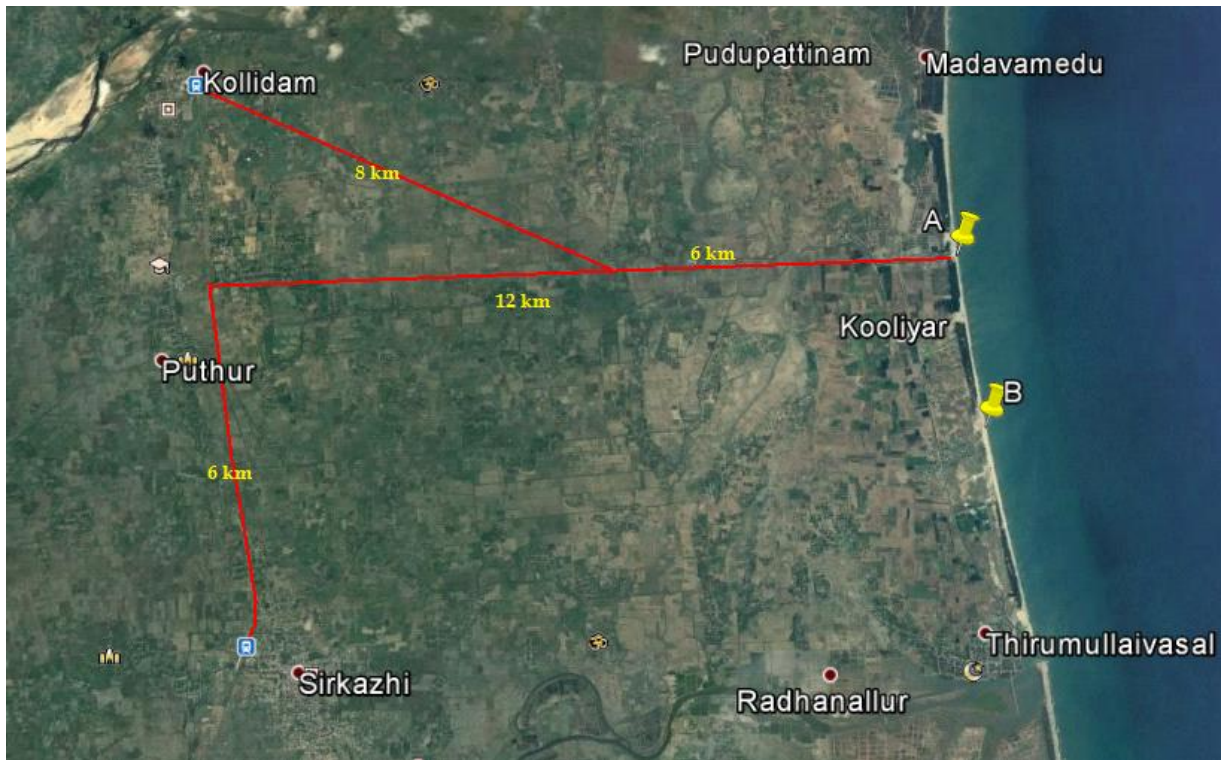 Pudupattinam
Madavamedu
Kollidam
8 km
A
6 km
12 km
Kooliyar
Puthur
B
6 km
Thirumullaivasal
Sirkazhi
Radhanallur